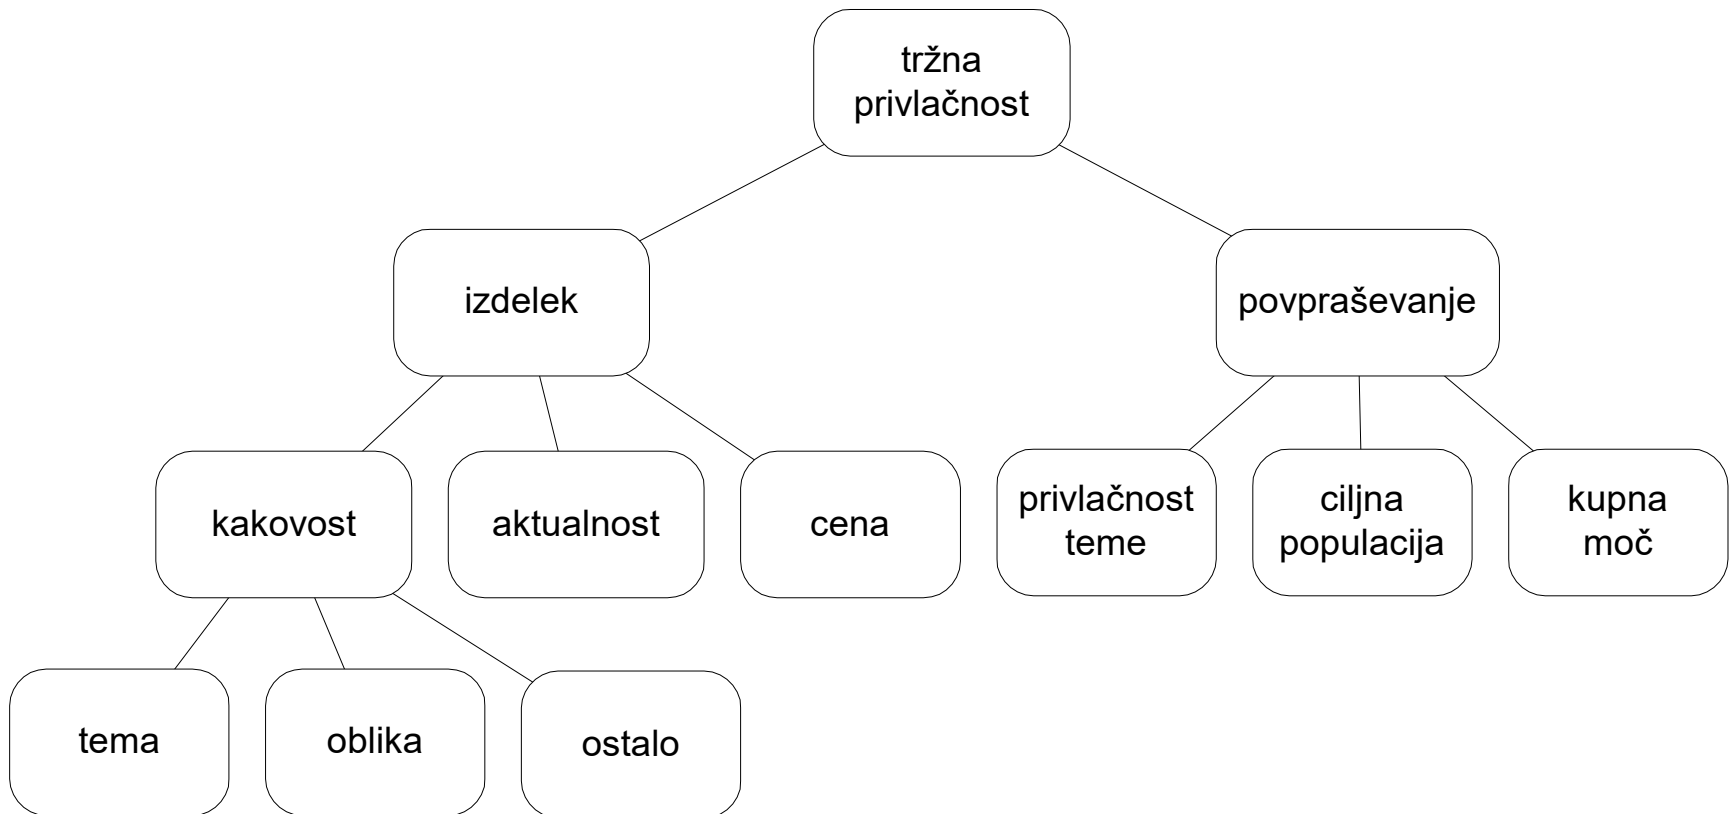 tržna
privlačnost
izdelek
povpraševanje
kakovost
aktualnost
cena
privlačnost
teme
ciljna
populacija
kupna
moč
tema
oblika
ostalo